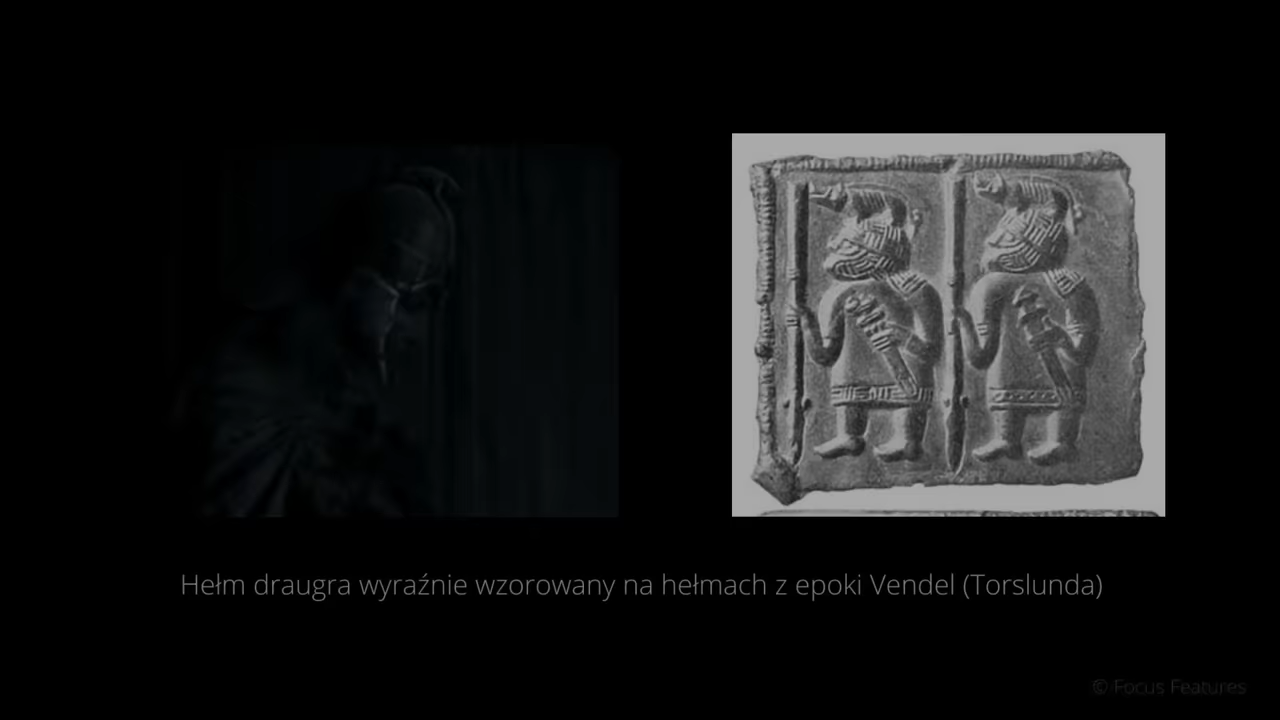 Hełm draugra wyraźnie wzorowany na hełmach z epoki Vendel (Torslunda)
© Focus Features